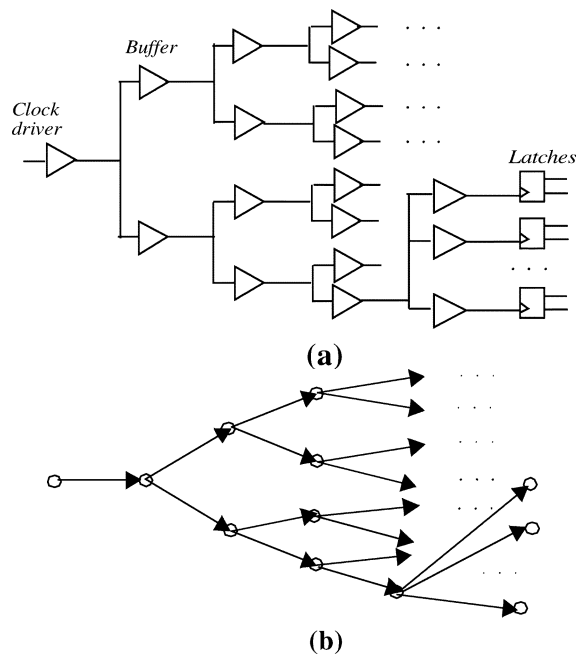 Buffer
Clock
driver
Latches
. . .
. . .
. . .
(a)
. . .
. . .
. . .
. . .
. . .
. . .
(b)